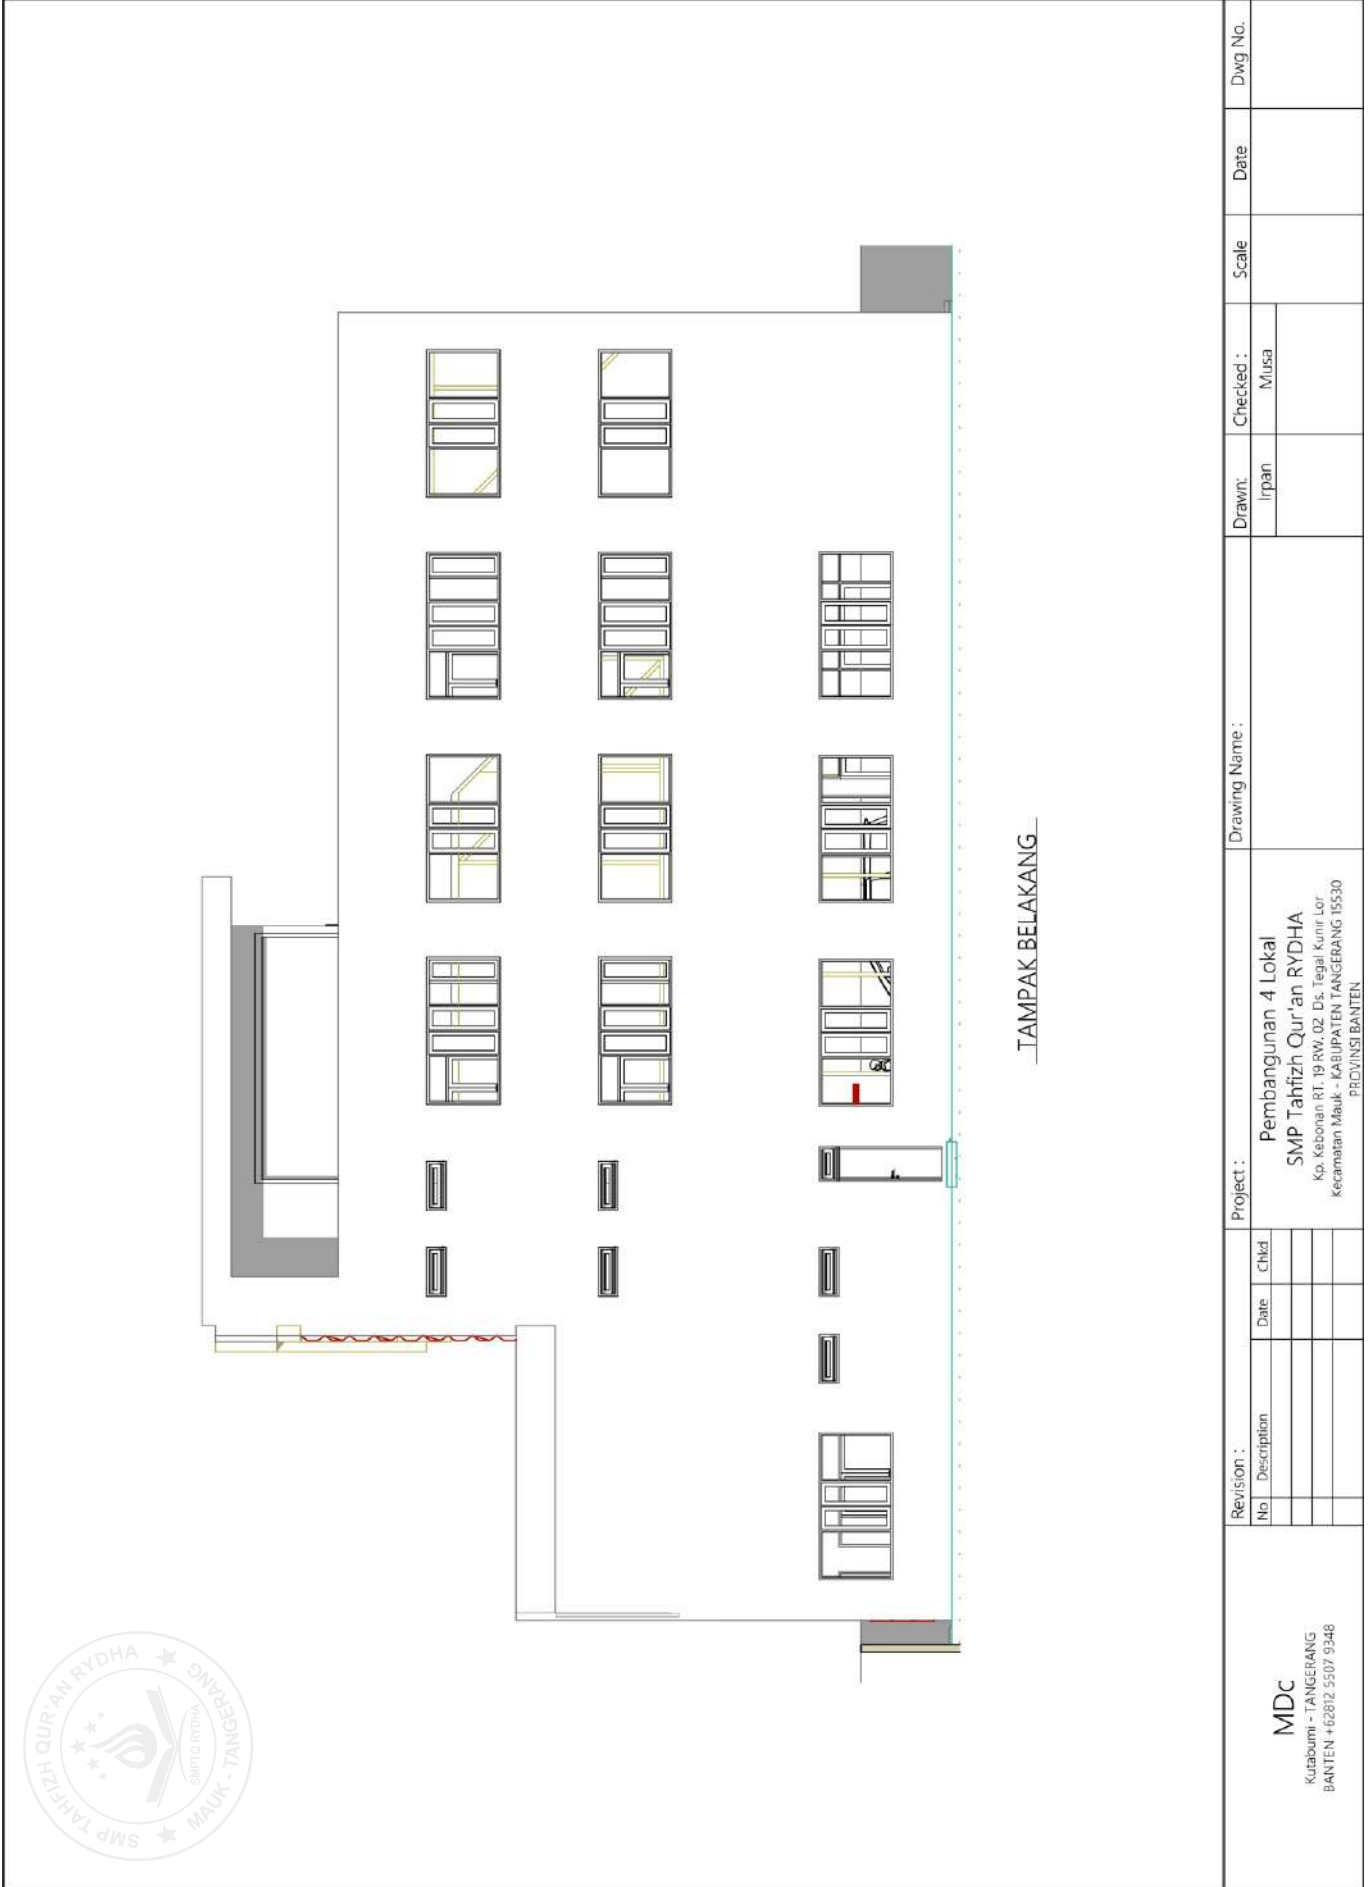 SMP TAHFIZH QUR'AN RYDHA
SMPTQ RYDHA
MAUK - TANGERANG
TAMPAK BELAKANG
MDc
Kutabumi - TANGERANG
BANTEN +62812 5507 9348
Revision :
No Description Date Chkd
Project :
Pembangunan 4 Lokal
SMP Tahfizh Qur'an RYDHA
Kp. Kebonan RT. 19 RW. 02 Ds. Tegal Kunir Lor
Kecamatan Mauk - KABUPATEN TANGERANG 15530
PROVINSI BANTEN
Drawing Name :
Drawn:
Irpan
Checked :
Musa
Scale
Date
Dwg No.